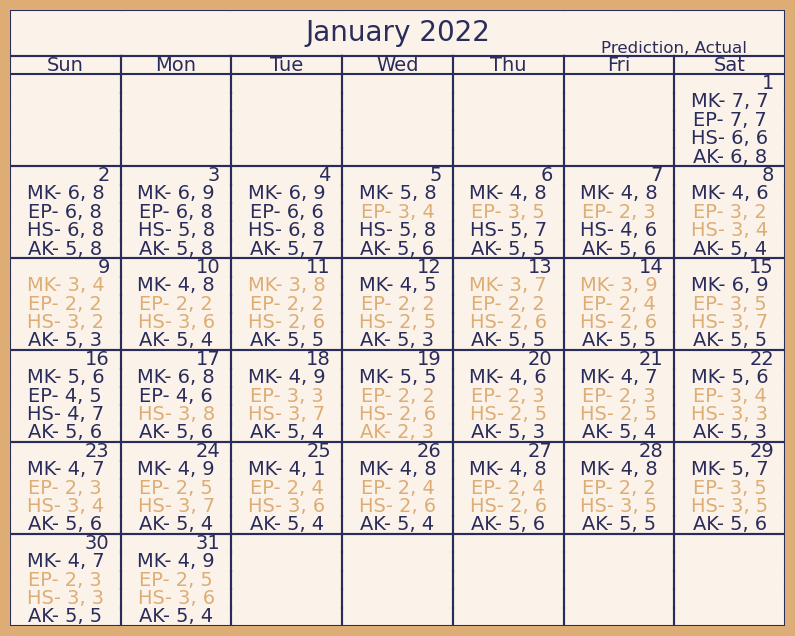 January 2022
Prediction, Actual
Sun Mon Tue Wed Thu Fri Sat
1
MK- 7, 7
EP- 7, 7
HS- 6, 6
AK- 6, 8
2 3 4 5 6 7 8
MK- 6, 8 MK- 6, 9 MK- 6, 9 MK- 5, 8 MK- 4, 8 MK- 4, 8 MK- 4, 6
EP- 6, 8 EP- 6, 8 EP- 6, 6 EP- 3, 4 EP- 3, 5 EP- 2, 3 EP- 3, 2
HS- 6, 8 HS- 5, 8 HS- 6, 8 HS- 5, 8 HS- 5, 7 HS- 4, 6 HS- 3, 4
AK- 5, 8 AK- 5, 8 AK- 5, 7 AK- 5, 6 AK- 5, 5 AK- 5, 6 AK- 5, 4
9 10 11 12 13 14 15
MK- 3, 4 MK- 4, 8 MK- 3, 8 MK- 4, 5 MK- 3, 7 MK- 3, 9 MK- 6, 9
EP- 2, 2 EP- 2, 2 EP- 2, 2 EP- 2, 2 EP- 2, 2 EP- 2, 4 EP- 3, 5
HS- 3, 2 HS- 3, 6 HS- 2, 6 HS- 2, 5 HS- 2, 6 HS- 2, 6 HS- 3, 7
AK- 5, 3 AK- 5, 4 AK- 5, 5 AK- 5, 3 AK- 5, 5 AK- 5, 5 AK- 5, 5
16 17 18 19 20 21 22
MK- 5, 6 MK- 6, 8 MK- 4, 9 MK- 5, 5 MK- 4, 6 MK- 4, 7 MK- 5, 6
EP- 4, 5 EP- 4, 6 EP- 3, 3 EP- 2, 2 EP- 2, 3 EP- 2, 3 EP- 3, 4
HS- 4, 7 HS- 3, 8 HS- 3, 7 HS- 2, 6 HS- 2, 5 HS- 2, 5 HS- 3, 3
AK- 5, 6 AK- 5, 6 AK- 5, 4 AK- 2, 3 AK- 5, 3 AK- 5, 4 AK- 5, 3
23 24 25 26 27 28 29
MK- 4, 7 MK- 4, 9 MK- 4, 1 MK- 4, 8 MK- 4, 8 MK- 4, 8 MK- 5, 7
EP- 2, 3 EP- 2, 5 EP- 2, 4 EP- 2, 4 EP- 2, 4 EP- 2, 2 EP- 3, 5
HS- 3, 4 HS- 3, 7 HS- 3, 6 HS- 2, 6 HS- 2, 6 HS- 3, 5 HS- 3, 5
AK- 5, 6 AK- 5, 4 AK- 5, 4 AK- 5, 4 AK- 5, 6 AK- 5, 5 AK- 5, 6
30 31
MK- 4, 7 MK- 4, 9
EP- 2, 3 EP- 2, 5
HS- 3, 3 HS- 3, 6
AK- 5, 5 AK- 5, 4